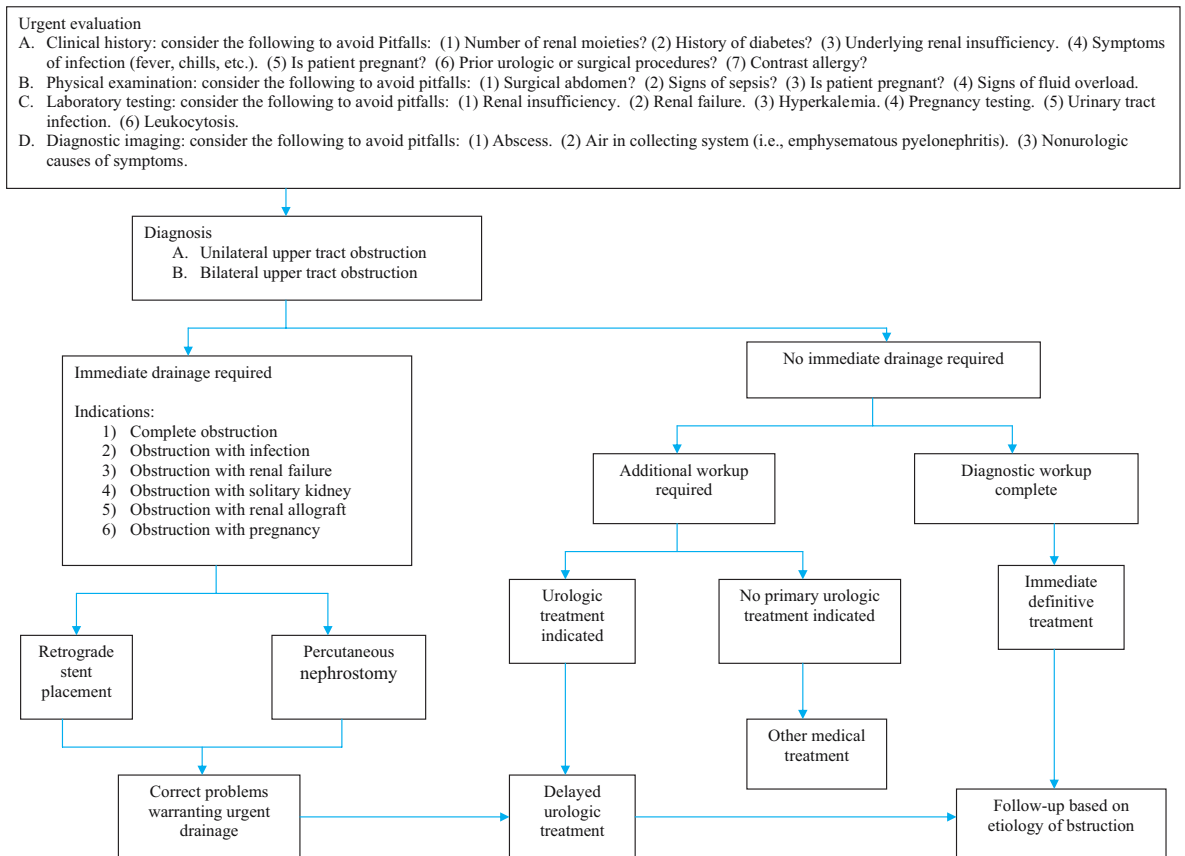 Urgent evaluation
A. Clinical history: consider the following to avoid Pitfalls: (1) Number of renal moieties? (2) History of diabetes? (3) Underlying renal insufficiency. (4) Symptoms
of infection (fever, chills, etc.). (5) Is patient pregnant? (6) Prior urologic or surgical procedures? (7) Contrast allergy?
B. Physical examination: consider the following to avoid pitfalls: (1) Surgical abdomen? (2) Signs of sepsis? (3) Is patient pregnant? (4) Signs of fluid overload.
C. Laboratory testing: consider the following to avoid pitfalls: (1) Renal insufficiency. (2) Renal failure. (3) Hyperkalemia. (4) Pregnancy testing. (5) Urinary tract
infection. (6) Leukocytosis.
D. Diagnostic imaging: consider the following to avoid pitfalls: (1) Abscess. (2) Air in collecting system (i.e., emphysematous pyelonephritis). (3) Nonurologic
causes of symptoms.
Diagnosis
A. Unilateral upper tract obstruction
B. Bilateral upper tract obstruction
Immediate drainage required
Indications:
1) Complete obstruction
2) Obstruction with infection
3) Obstruction with renal failure
4) Obstruction with solitary kidney
5) Obstruction with renal allograft
6) Obstruction with pregnancy
No immediate drainage required
Additional workup
required
Diagnostic workup
complete
Urologic
treatment
indicated
No primary urologic
treatment indicated
Immediate
definitive
treatment
Retrograde
stent
placement
Percutaneous
nephrostomy
Other medical
treatment
Correct problems
warranting urgent
drainage
Delayed
urologic
treatment
Follow-up based on
etiology of bstruction